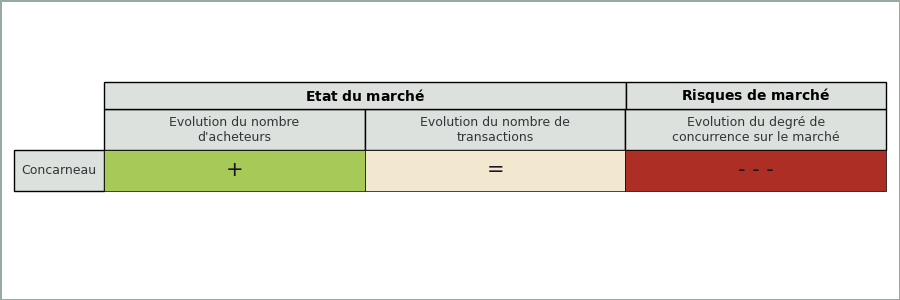 Etat du marché
Risques de marché
Evolution du nombre
d'acheteurs
Evolution du nombre de
transactions
Evolution du degré de
concurrence sur le marché
Concarneau
+
=
- - -